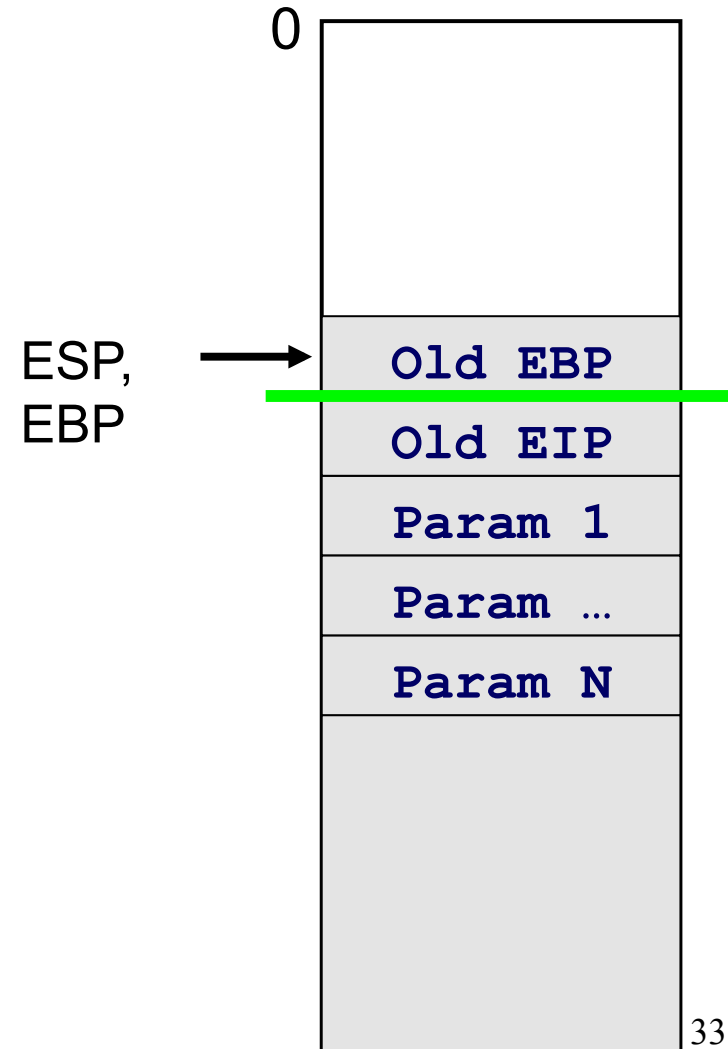 0
ESP,
EBP
Old EBP
Old EIP
Param 1
Param …
Param N
33